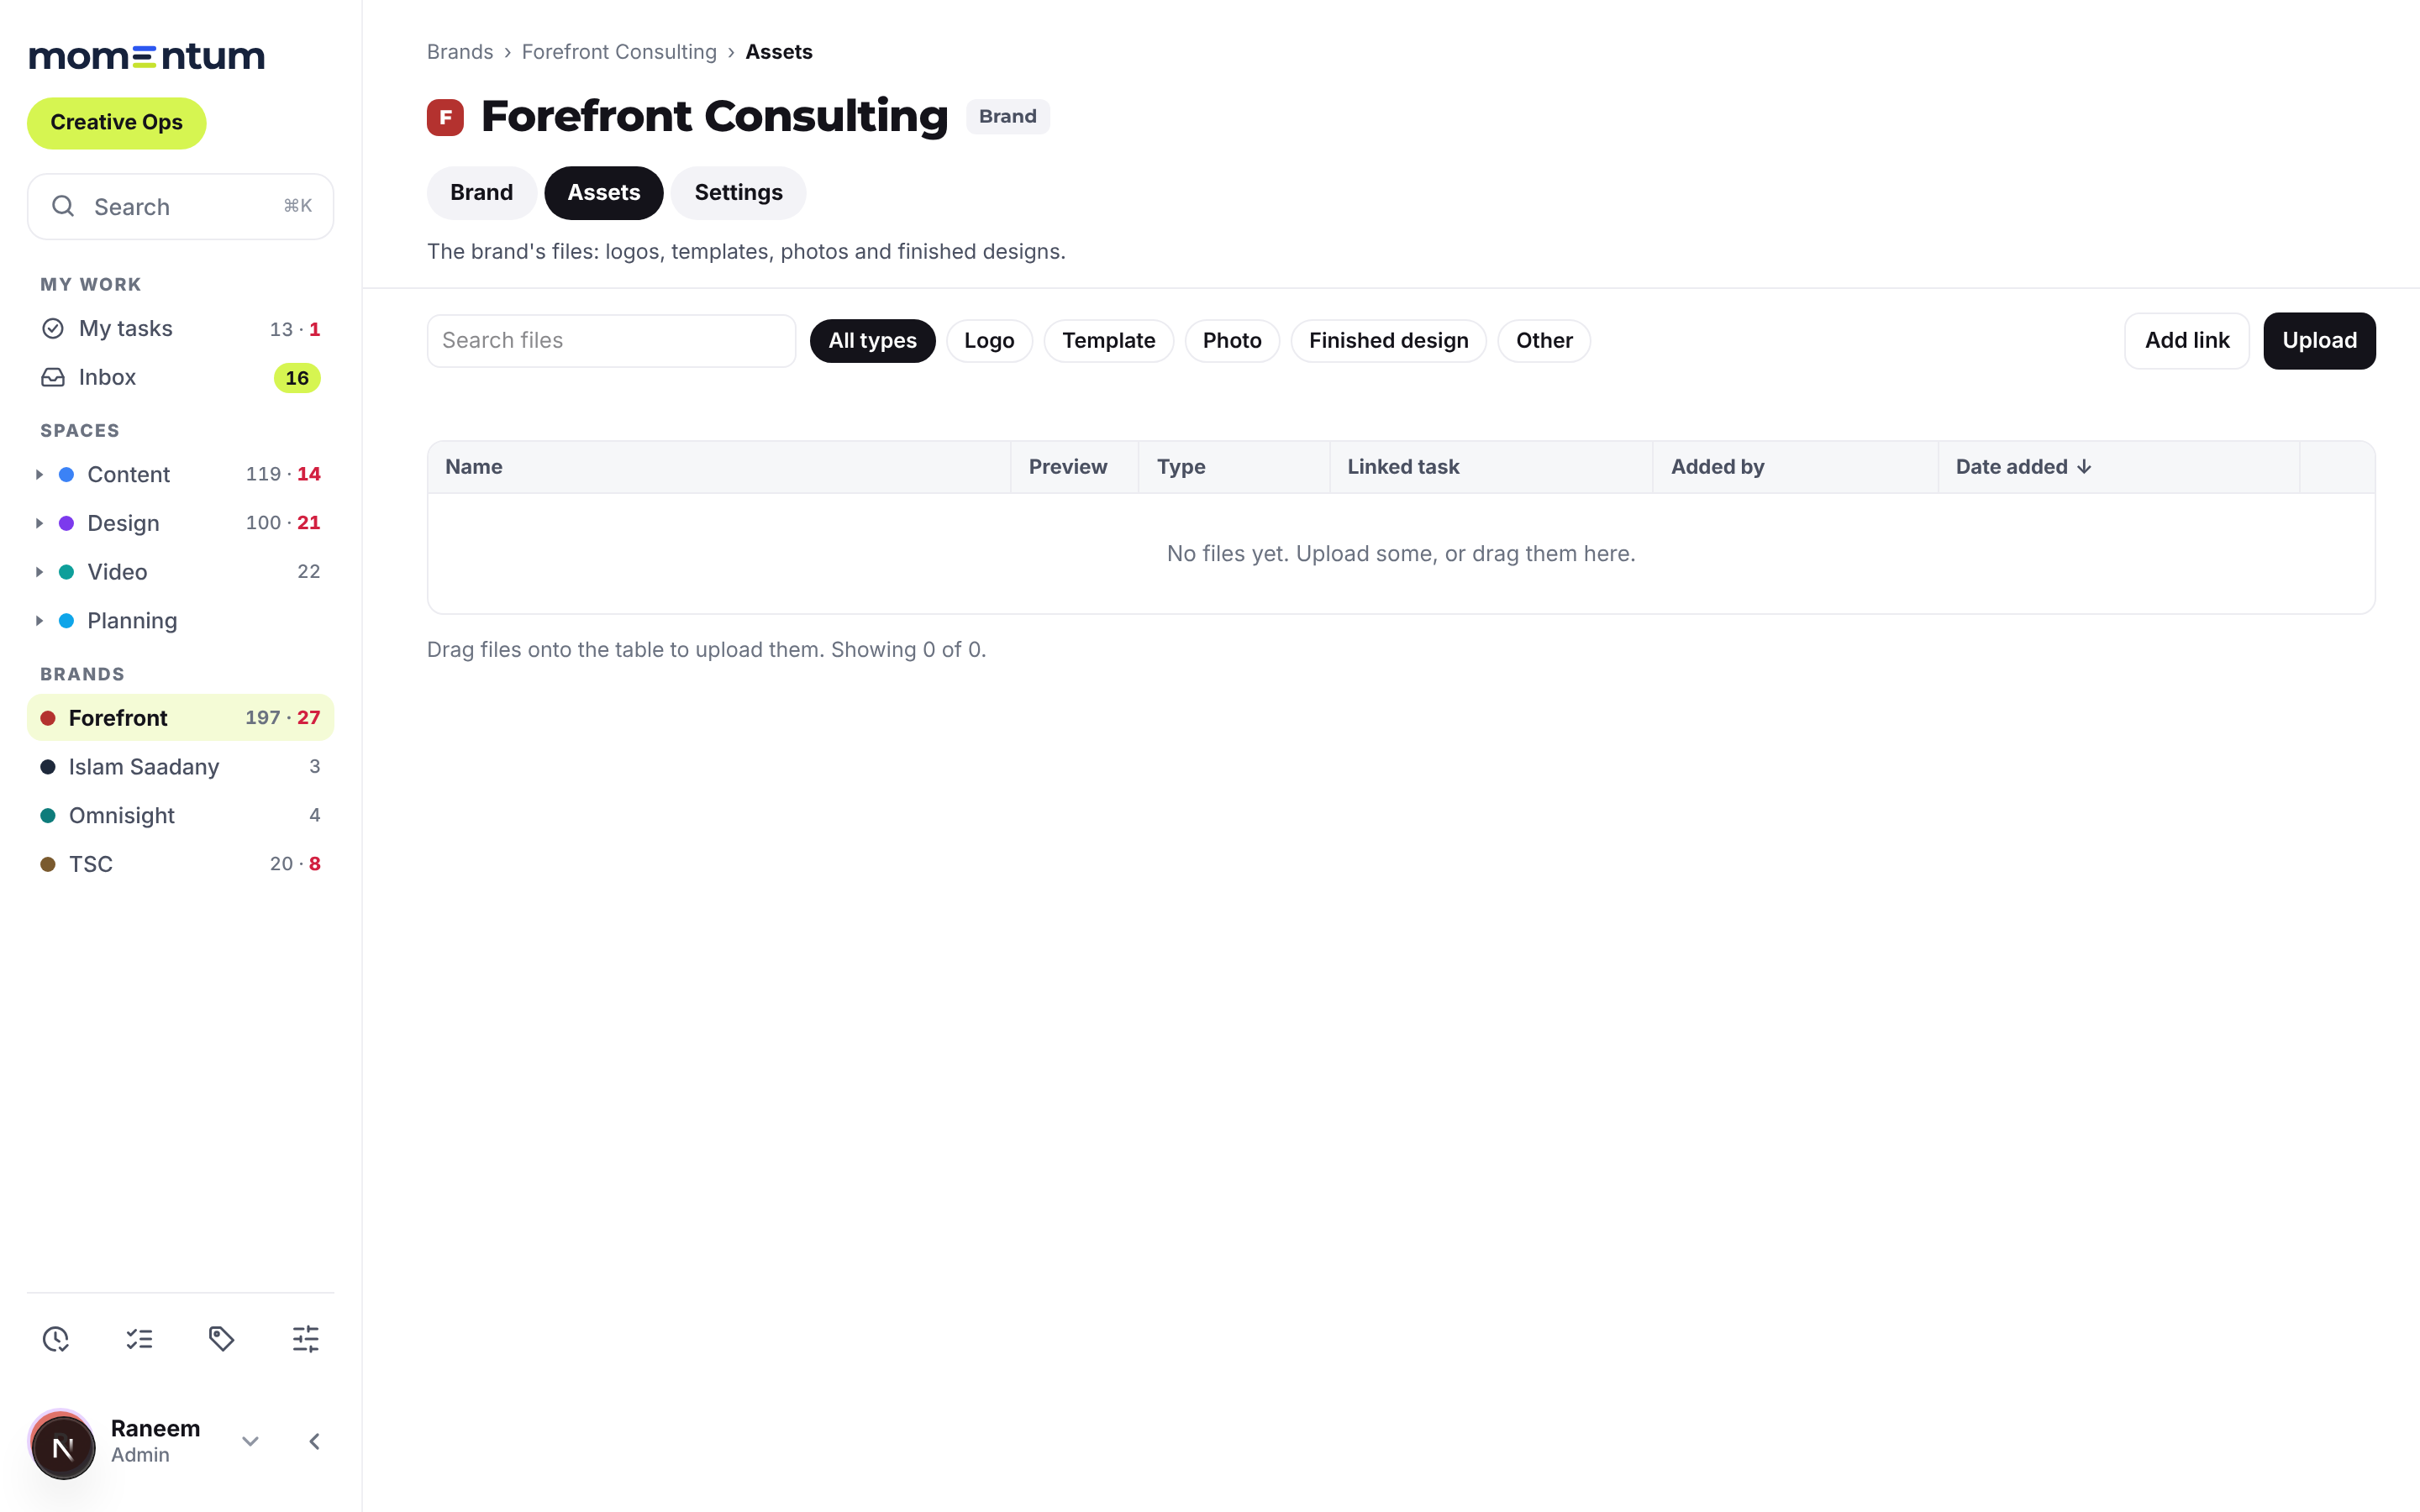 momentum
Creative Ops
Search ⌘K
MY WORK
My tasks 13 · 1
Inbox 16
SPACES
Content 119 · 14
Design 100 · 21
Video 22
Planning
BRANDS
Forefront 197 · 27
Islam Saadany 3
Omnisight 4
TSC 20 · 8
N
Raneem
Admin
Brands › Forefront Consulting › Assets
F Forefront Consulting Brand
Brand Assets Settings
The brand's files: logos, templates, photos and finished designs.
Search files All types Logo Template Photo Finished design Other Add link Upload
Name Preview Type Linked task Added by Date added ↓
No files yet. Upload some, or drag them here.
Drag files onto the table to upload them. Showing 0 of 0.